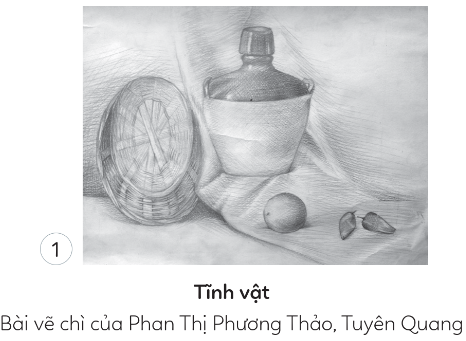 1
Tĩnh vật
Bài vẽ chì của Phan Thị Phương Thảo, Tuyên Quang